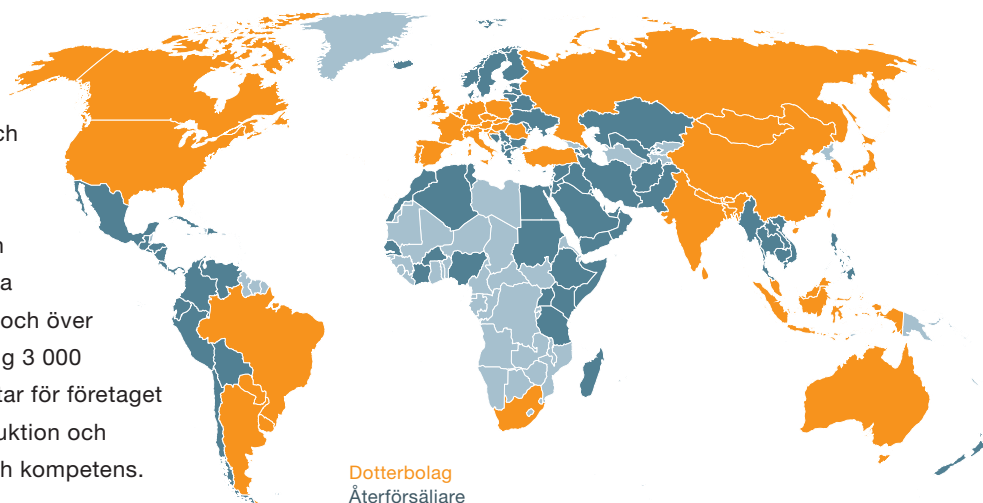 ch
n
a
och över
g 3 000
tar för företaget
uktion och
h kompetens.
Dotterbolag
Återförsäljare